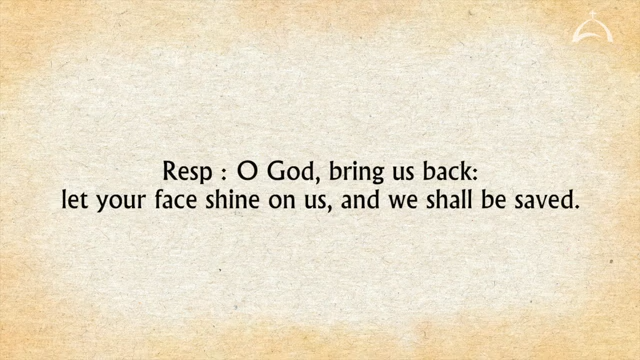 Resp : O God, bring us back:
let your face shine on us, and we shall be saved.